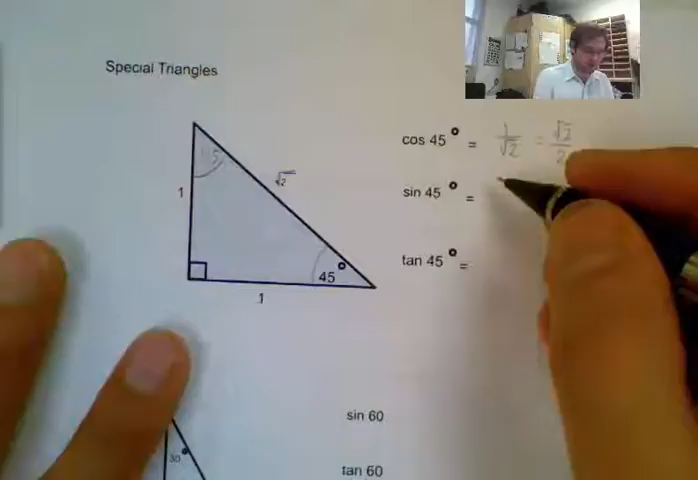 Special Triangles
cos 45° = 1/√2 = √2/2
45
√2
1
sin 45° =
tan 45° =
45°
1
sin 60
30°
tan 60